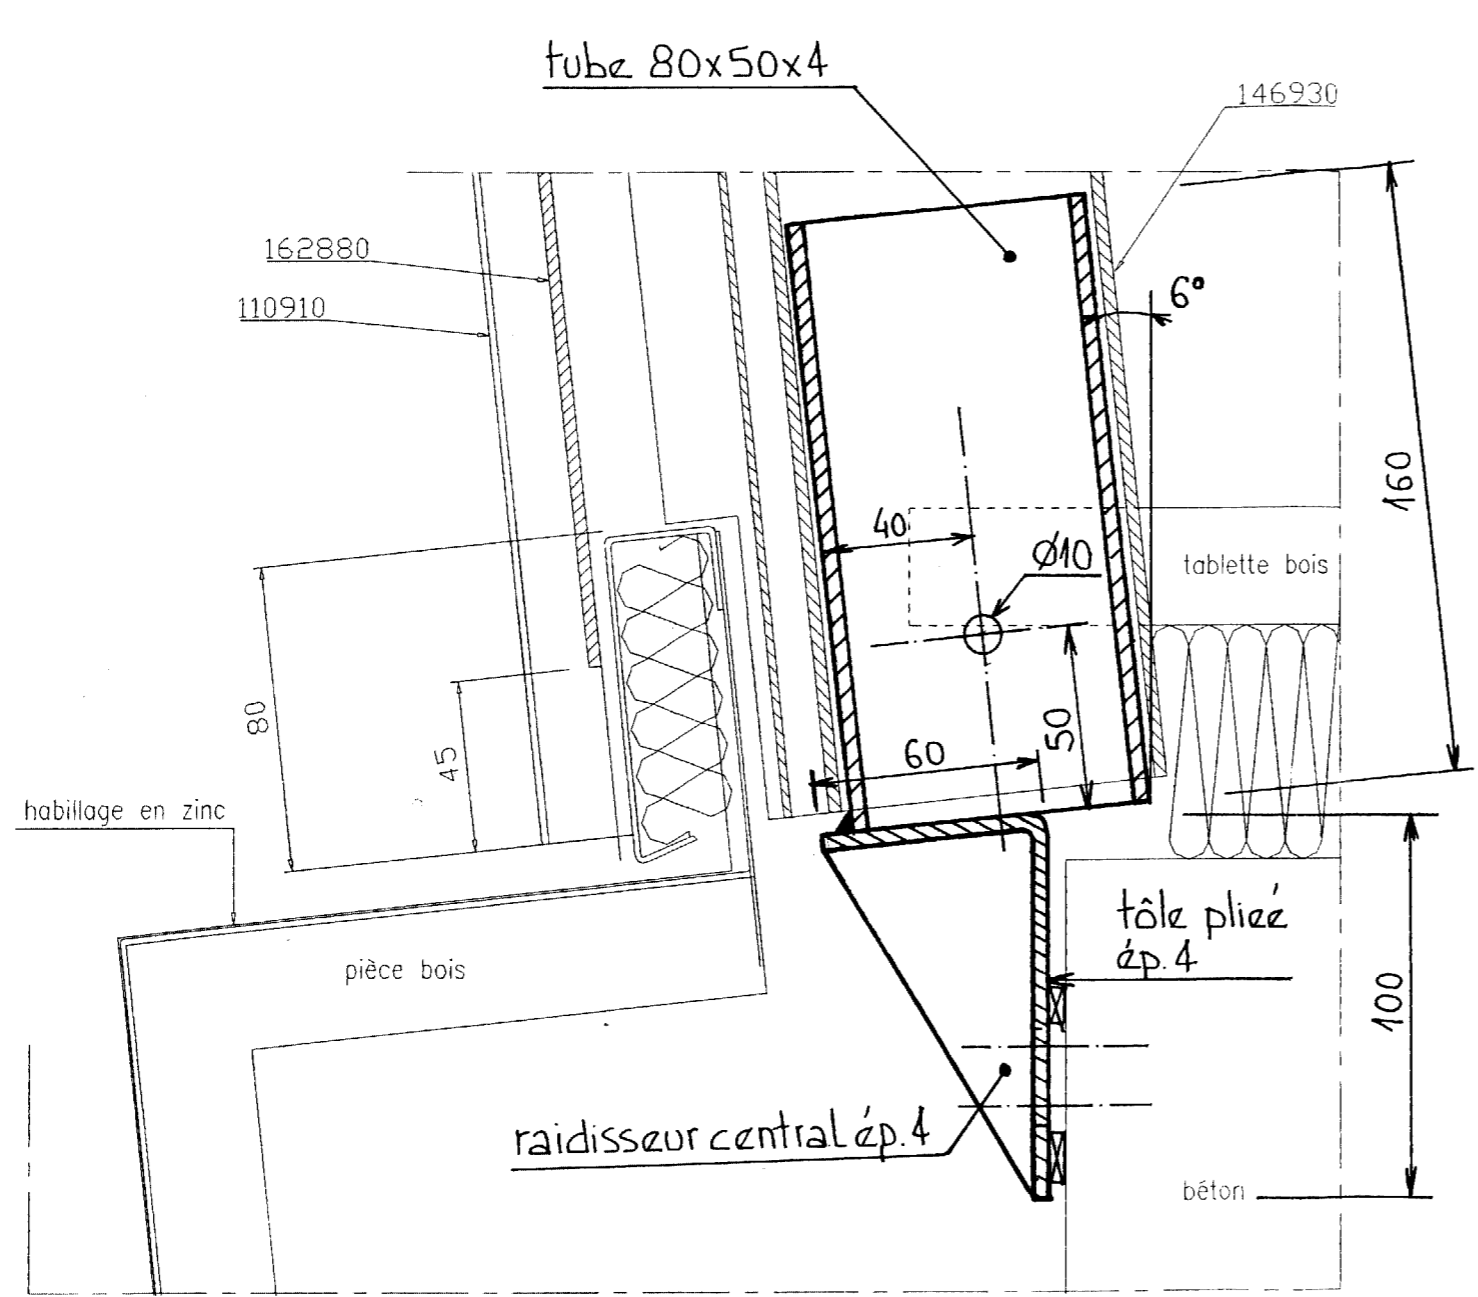 tube 80x50x4
146930
162880
110910
6°
160
40
Ø10
tablette bois
80
45
60
50
habillage en zinc
tôle plieé
ép. 4
pièce bois
100
raidisseur central ép. 4
béton